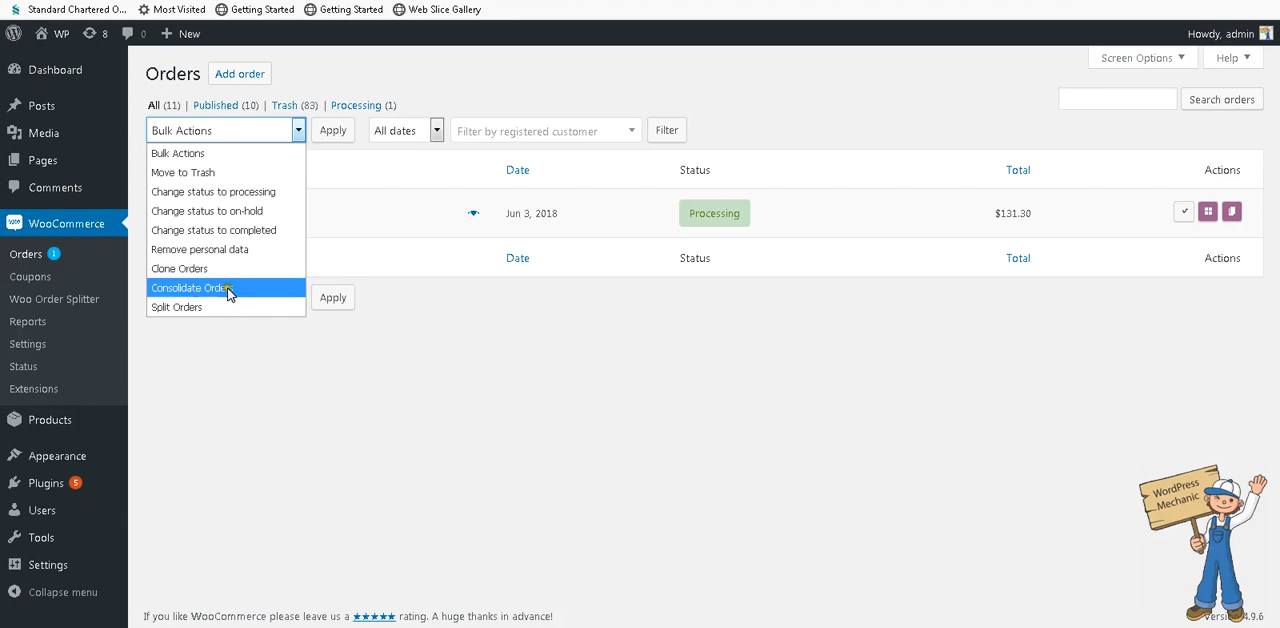 Standard Chartered O... Most Visited Getting Started Getting Started Web Slice Gallery
WP 8 0 New Howdy, admin
Screen Options Help
Orders Add order
All (11) | Published (10) | Trash (83) | Processing (1)
Search orders
Bulk Actions Apply All dates Filter by registered customer Filter
Bulk Actions
Move to Trash
Change status to processing
Change status to on-hold
Change status to completed
Remove personal data
Clone Orders
Consolidate Orders
Split Orders
Date Status Total Actions
Jun 3, 2018 Processing $131.30
Date Status Total Actions
Apply
Dashboard
Posts
Media
Pages
Comments
WooCommerce
Orders 1
Coupons
Woo Order Splitter
Reports
Settings
Status
Extensions
Products
Appearance
Plugins 5
Users
Tools
Settings
Collapse menu
WordPress
Mechanic
If you like WooCommerce please leave us a ★★★★★ rating. A huge thanks in advance! Version 4.9.6